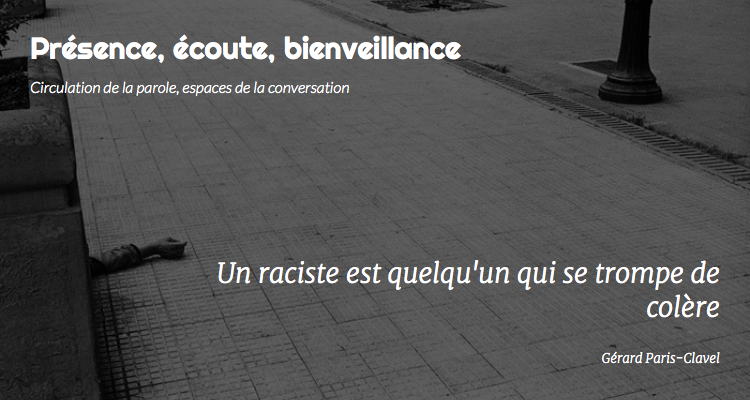 Présence, écoute, bienveillance
Circulation de la parole, espaces de la conversation
Un raciste est quelqu'un qui se trompe de
colère
Gérard Paris-Clavel